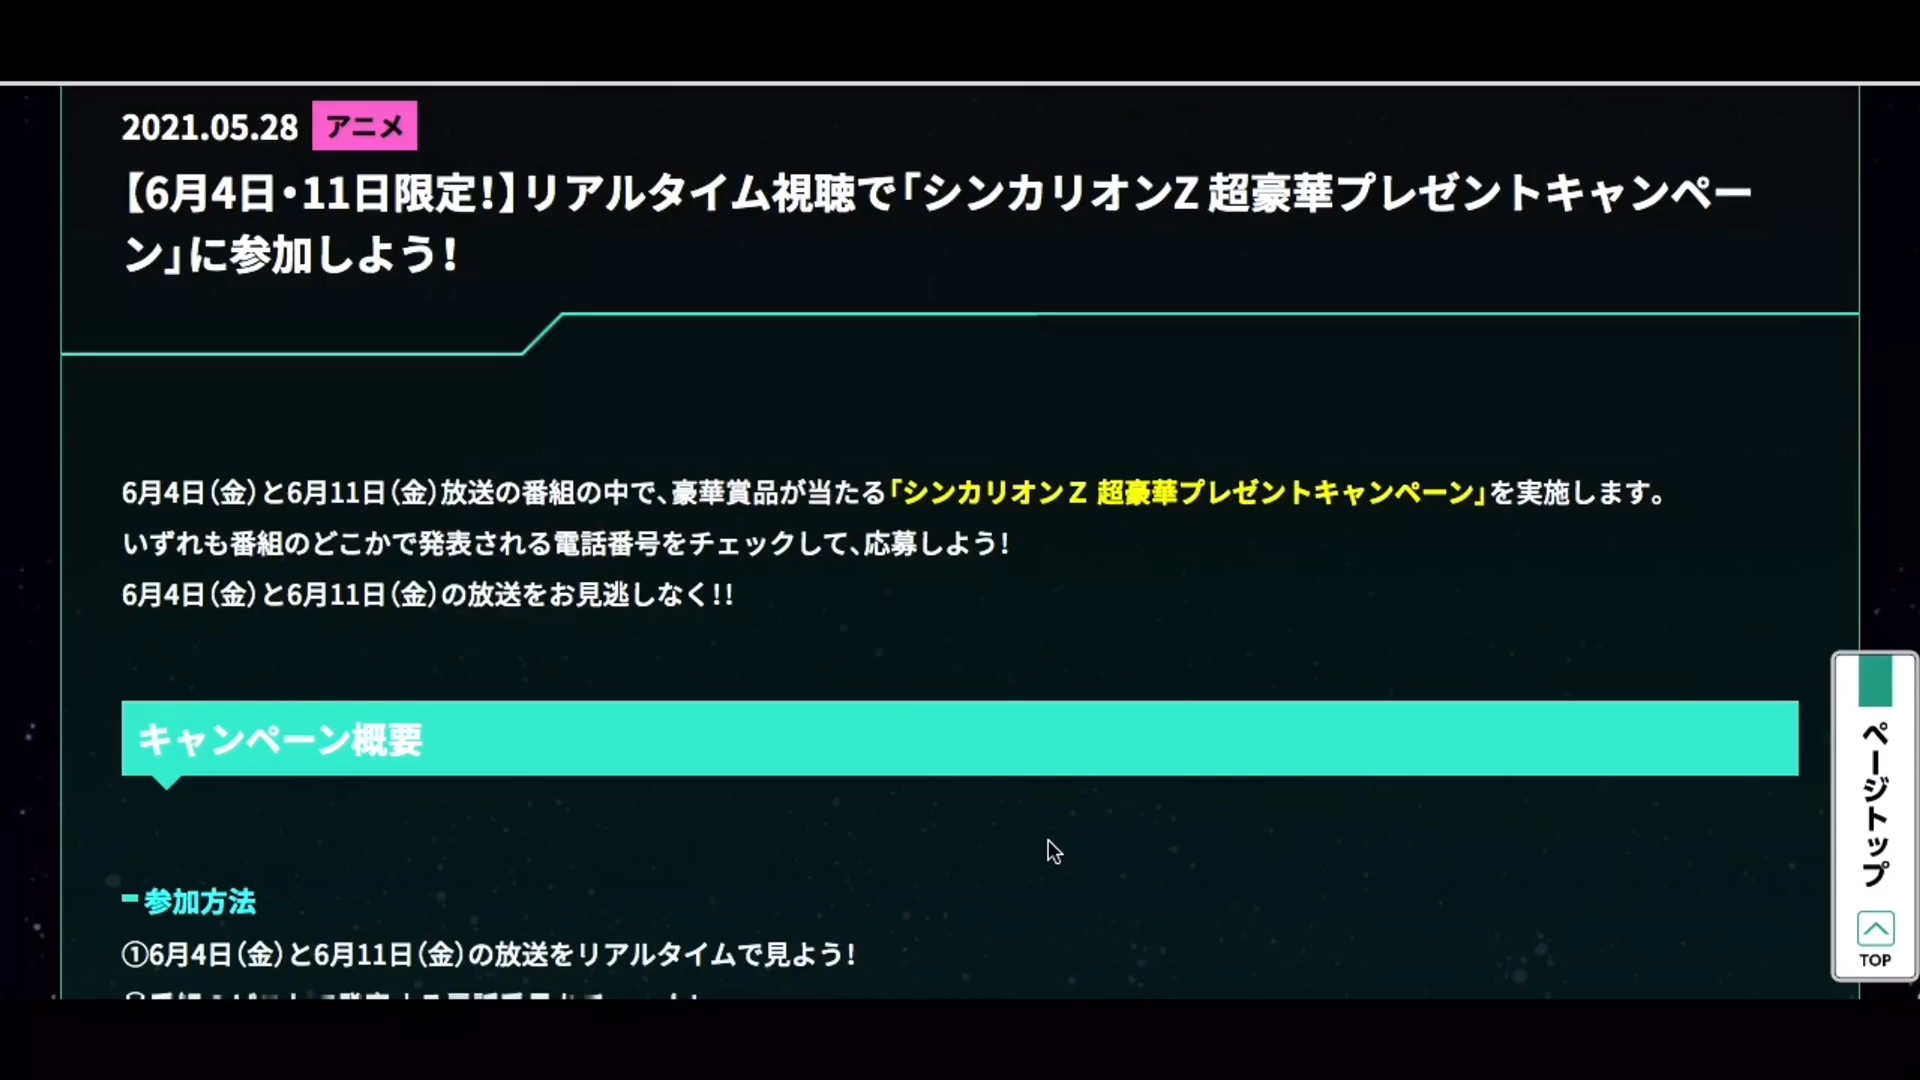 2021.05.28 アニメ
【6月4日・11日限定！】リアルタイム視聴で「シンカリオンZ 超豪華プレゼントキャンペー
ン」に参加しよう！
6月4日（金）と6月11日（金）放送の番組の中で、豪華賞品が当たる「シンカリオンＺ 超豪華プレゼントキャンペーン」を実施します。
いずれも番組のどこかで発表される電話番号をチェックして、応募しよう！
6月4日（金）と6月11日（金）の放送をお見逃しなく！！
キャンペーン概要
参加方法
①6月4日（金）と6月11日（金）の放送をリアルタイムで見よう！
ページトップ
TOP